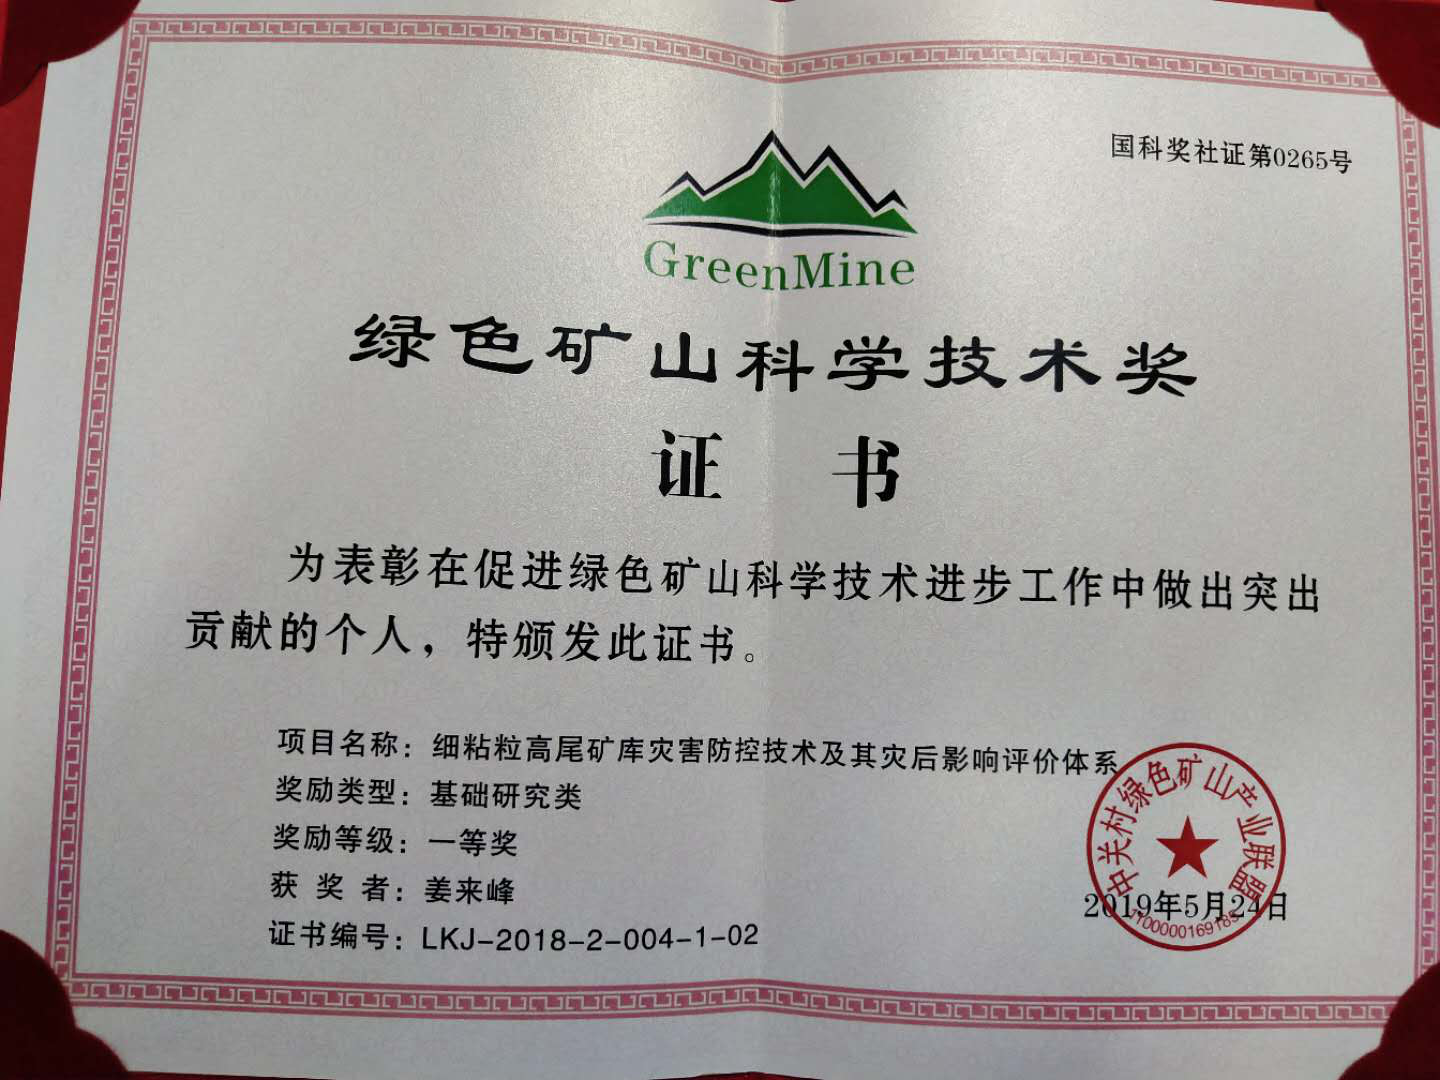 国科奖社证第0265号
GreenMine
绿色矿山科学技术奖
证 书
为表彰在促进绿色矿山科学技术进步工作中做出突出
贡献的个人，特颁发此证书。
项目名称：细粘粒高尾矿库灾害防控技术及其灾后影响评价体系
奖励类型：基础研究类
奖励等级：一等奖
获 奖 者：姜来峰
证书编号：LKJ-2018-2-004-1-02
中关村绿色矿山产业联盟
2019年5月24日